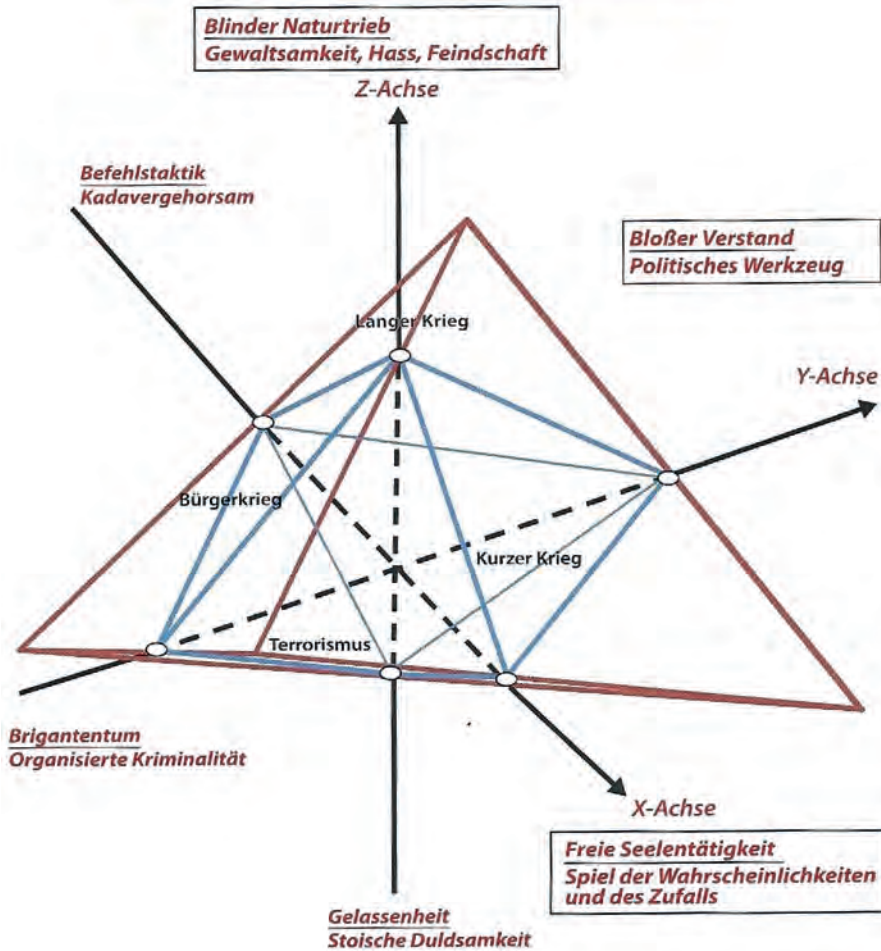 Blinder Naturtrieb
Gewaltsamkeit, Hass, Feindschaft
Z-Achse
Befehlstaktik
Kadavergehorsam
Bloßer Verstand
Politisches Werkzeug
Langer Krieg
Y-Achse
Bürgerkrieg
Kurzer Krieg
Terrorismus
Brigantentum
Organisierte Kriminalität
X-Achse
Freie Seelentätigkeit
Spiel der Wahrscheinlichkeiten
und des Zufalls
Gelassenheit
Stoische Duldsamkeit